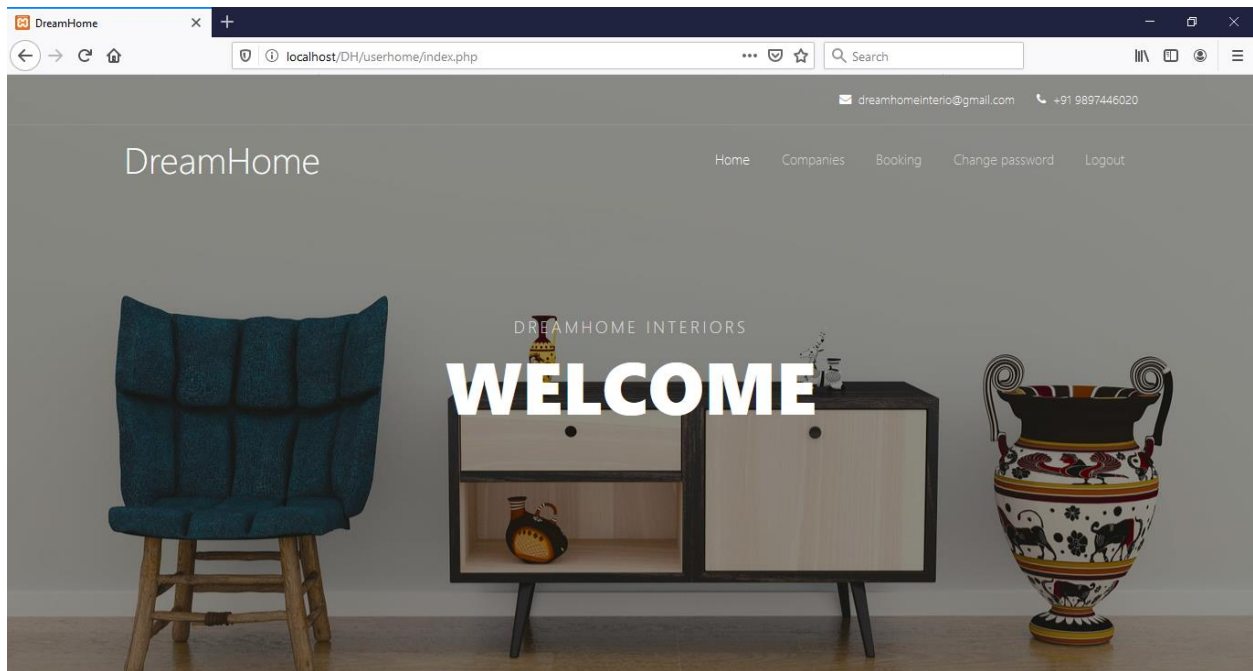 DreamHome
localhost/DH/userhome/index.php
Search
dreamhomeinterio@gmail.com +91 9897446020
DreamHome
Home Companies Booking Change password Logout
DREAMHOME INTERIORS
WELCOME